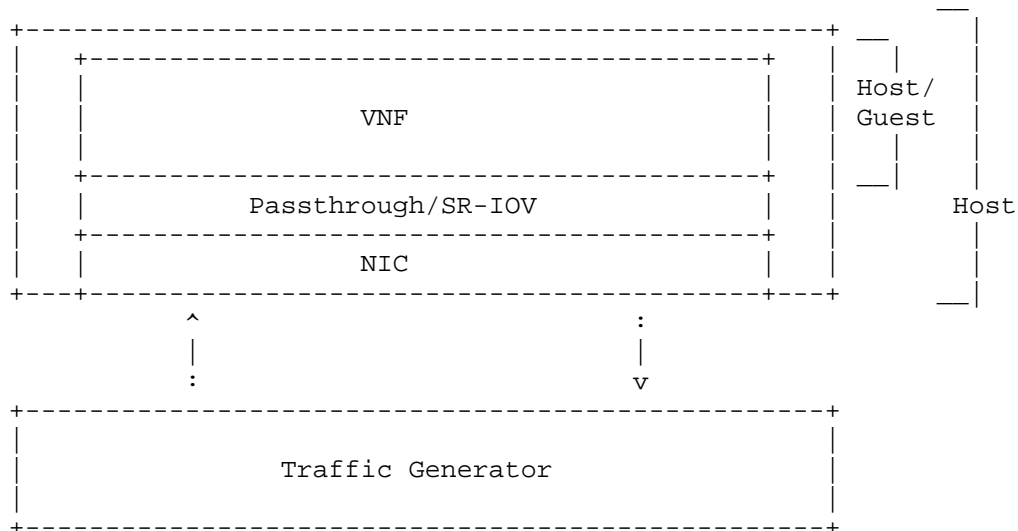 Host/
VNF Guest
Passthrough/SR-IOV Host
NIC
Traffic Generator